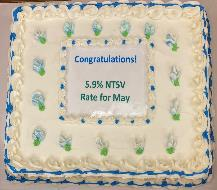 Congratulations!
5.9% NTSV
Rate for May